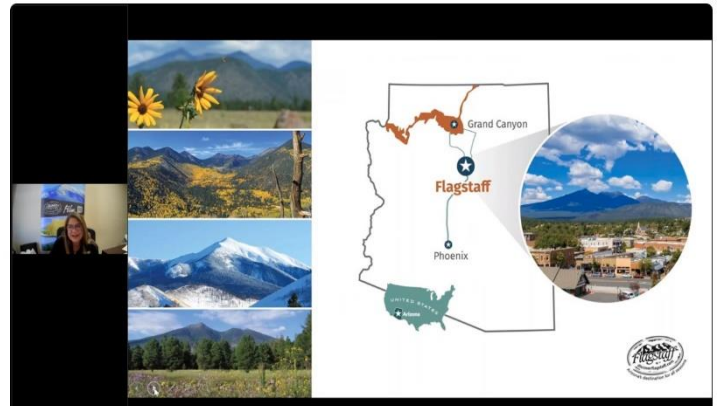 Grand Canyon
Flagstaff
Phoenix
UNITED STATES
Arizona
Flagstaff